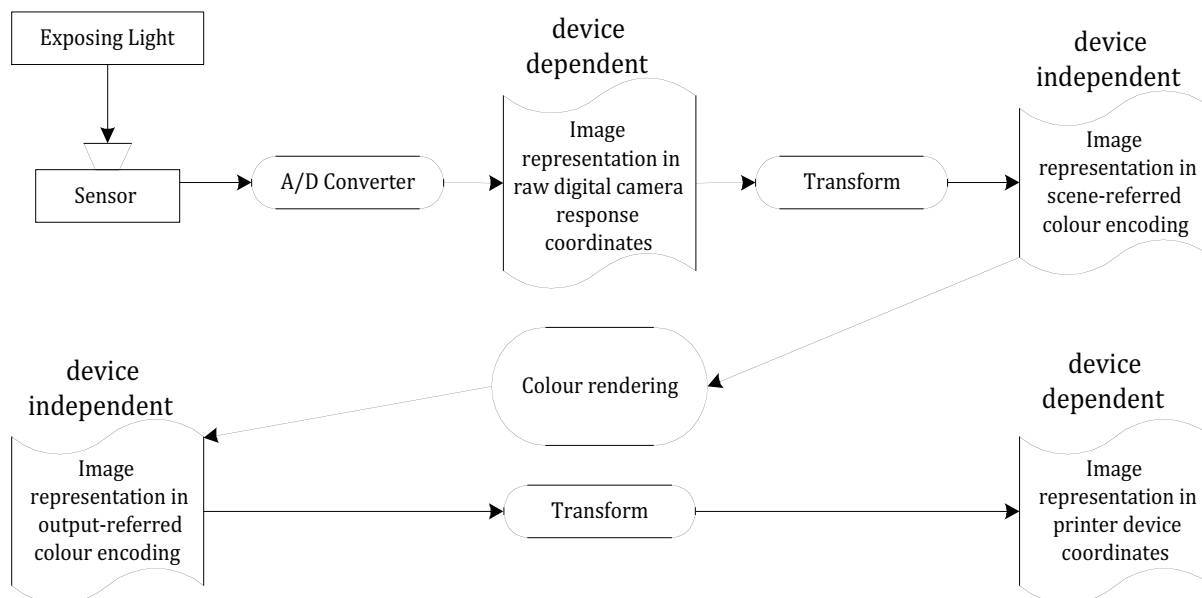 Exposing Light
Sensor
A/D Converter
device
dependent
Image
representation in
raw digital camera
response
coordinates
Transform
device
independent
Image
representation in
scene-referred
colour encoding
Colour rendering
device
independent
Image
representation in
output-referred
colour encoding
Transform
device
dependent
Image
representation in
printer device
coordinates